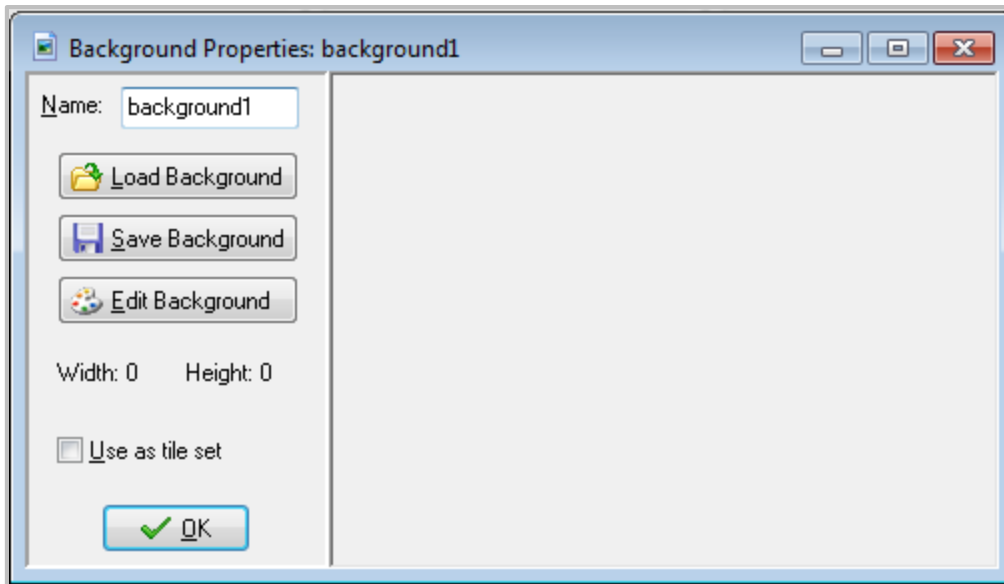 Background Properties: background1
Name: background1
Load Background
Save Background
Edit Background
Width: 0 Height: 0
Use as tile set
OK